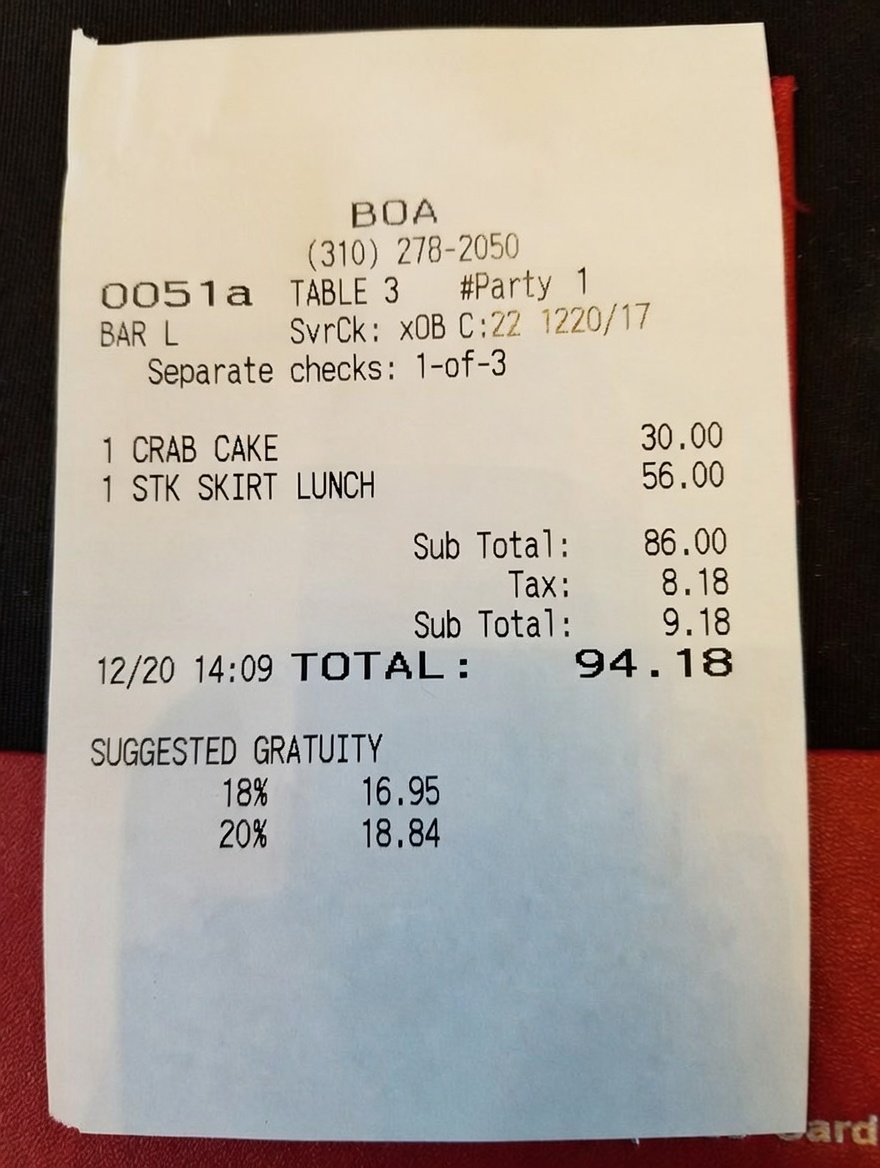 BOA
(310) 278-2050
0051a TABLE 3 #Party 1
BAR L SvrCk: xOB C:22 1220/17
Separate checks: 1-of-3
1 CRAB CAKE 30.00
1 STK SKIRT LUNCH 56.00
Sub Total: 86.00
Tax: 8.18
Sub Total: 9.18
12/20 14:09 TOTAL: 94.18
SUGGESTED GRATUITY
18% 16.95
20% 18.84